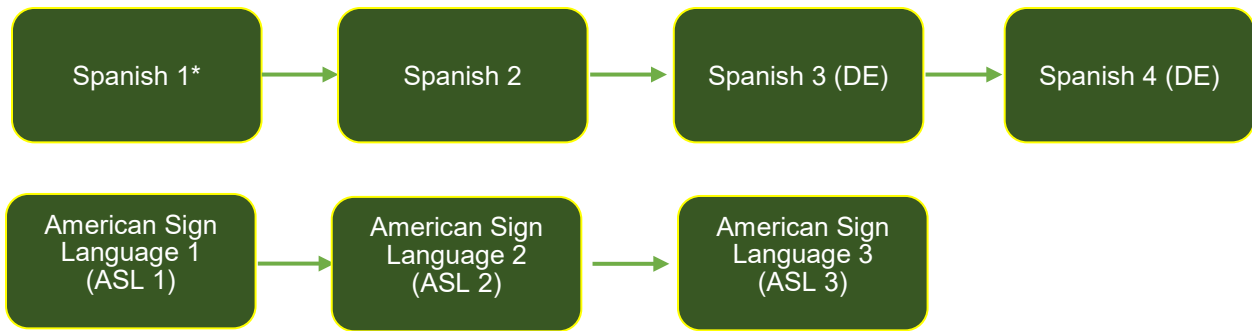 Spanish 1*
Spanish 2
Spanish 3 (DE)
Spanish 4 (DE)
American Sign
Language 1
(ASL 1)
American Sign
Language 2
(ASL 2)
American Sign
Language 3
(ASL 3)